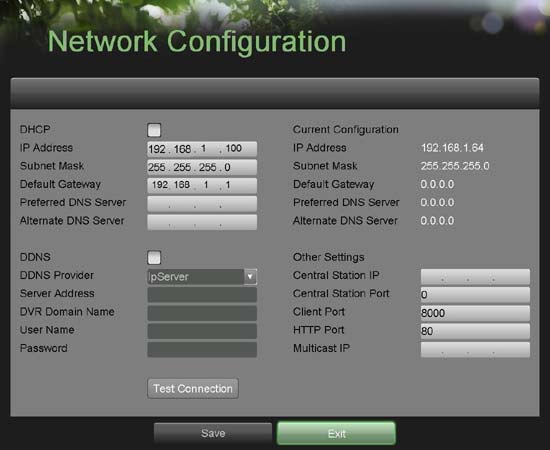 Network Configuration
DHCP
IP Address 192 . 168 . 1 . 100
Subnet Mask 255 . 255 . 255 . 0
Default Gateway 192 . 168 . 1 . 1
Preferred DNS Server . . .
Alternate DNS Server . . .
Current Configuration
IP Address 192.168.1.64
Subnet Mask 255.255.255.0
Default Gateway 0.0.0.0
Preferred DNS Server 0.0.0.0
Alternate DNS Server 0.0.0.0
DDNS
DDNS Provider IpServer
Server Address
DVR Domain Name
User Name
Password
Other Settings
Central Station IP . . .
Central Station Port 0
Client Port 8000
HTTP Port 80
Multicast IP . . .
Test Connection
Save Exit